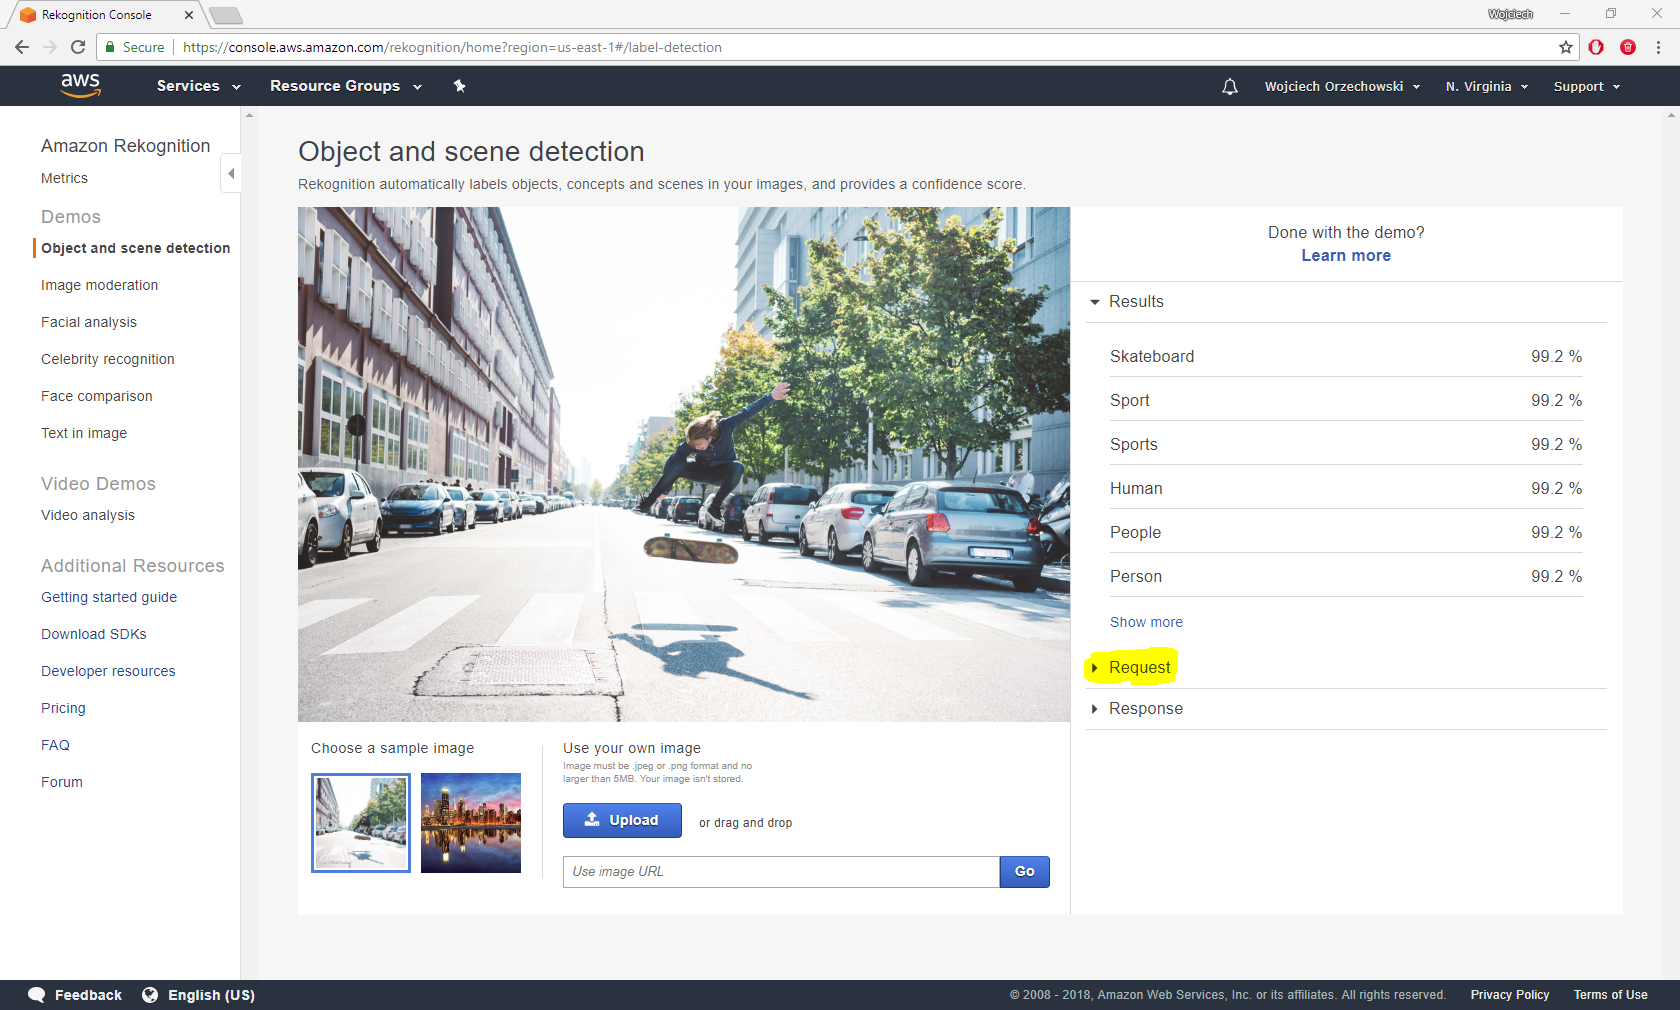 Rekognition Console
Wojciech
Secure
https://console.aws.amazon.com/rekognition/home?region=us-east-1#/label-detection
aws
Services
Resource Groups
Wojciech Orzechowski
N. Virginia
Support
Amazon Rekognition
Metrics
Demos
Object and scene detection
Image moderation
Facial analysis
Celebrity recognition
Face comparison
Text in image
Video Demos
Video analysis
Additional Resources
Getting started guide
Download SDKs
Developer resources
Pricing
FAQ
Forum
Object and scene detection
Rekognition automatically labels objects, concepts and scenes in your images, and provides a confidence score.
Choose a sample image
Use your own image
Image must be .jpeg or .png format and no
larger than 5MB. Your image isn't stored.
Upload
or drag and drop
Use image URL
Go
Done with the demo?
Learn more
Results
Skateboard 99.2 %
Sport 99.2 %
Sports 99.2 %
Human 99.2 %
People 99.2 %
Person 99.2 %
Show more
Request
Response
Feedback
English (US)
© 2008 - 2018, Amazon Web Services, Inc. or its affiliates. All rights reserved.
Privacy Policy
Terms of Use